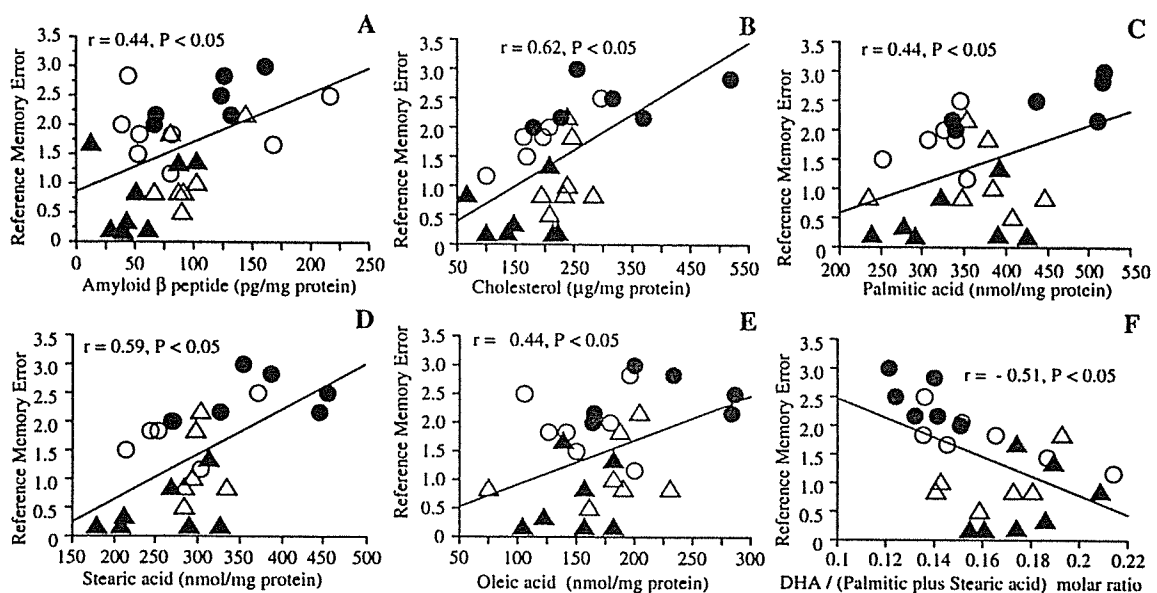 A
r = 0.44, P < 0.05
Reference Memory Error
3.5
3.0
2.5
2.0
1.5
1.0
0.5
0
0 50 100 150 200 250
Amyloid β peptide (pg/mg protein)
B
r = 0.62, P < 0.05
Reference Memory Error
3.5
3.0
2.5
2.0
1.5
1.0
0.5
0
50 150 250 350 450 550
Cholesterol (µg/mg protein)
C
r = 0.44, P < 0.05
Reference Memory Error
3.5
3.0
2.5
2.0
1.5
1.0
0.5
0
200 250 300 350 400 450 500 550
Palmitic acid (nmol/mg protein)
D
r = 0.59, P < 0.05
Reference Memory Error
3.5
3.0
2.5
2.0
1.5
1.0
0.5
0
150 200 250 300 350 400 450 500
Stearic acid (nmol/mg protein)
E
r = 0.44, P < 0.05
Reference Memory Error
3.5
3.0
2.5
2.0
1.5
1.0
0.5
0
50 100 150 200 250 300
Oleic acid (nmol/mg protein)
F
r = - 0.51, P < 0.05
Reference Memory Error
3.5
3.0
2.5
2.0
1.5
1.0
0.5
0
0.1 0.12 0.14 0.16 0.18 0.2 0.22
DHA / (Palmitic plus Stearic acid) molar ratio